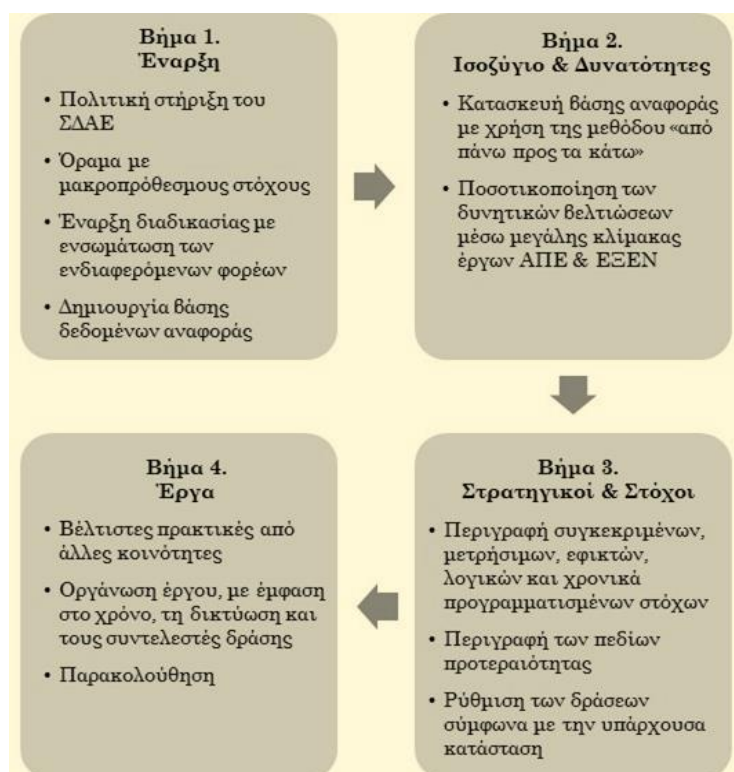 Βήμα 1.
Έναρξη
• Πολιτική στήριξη του
ΣΔΑΕ
• Όραμα με
μακροπρόθεσμους στόχους
• Έναρξη διαδικασίας με
ενσωμάτωση των
ενδιαφερόμενων φορέων
• Δημιουργία βάσης
δεδομένων αναφοράς
Βήμα 2.
Ισοζύγιο & Δυνατότητες
• Κατασκευή βάσης αναφοράς
με χρήση της μεθόδου «από
πάνω προς τα κάτω»
• Ποσοτικοποίηση των
δυνητικών βελτιώσεων
μέσω μεγάλης κλίμακας
έργων ΑΠΕ & ΕΞΕΝ
Βήμα 3.
Στρατηγικοί & Στόχοι
• Περιγραφή συγκεκριμένων,
μετρήσιμων, εφικτών,
λογικών και χρονικά
προγραμματισμένων στόχων
• Περιγραφή των πεδίων
προτεραιότητας
• Ρύθμιση των δράσεων
σύμφωνα με την υπάρχουσα
κατάσταση
Βήμα 4.
Έργα
• Βέλτιστες πρακτικές από
άλλες κοινότητες
• Οργάνωση έργου, με έμφαση
στο χρόνο, τη δικτύωση και
τους συντελεστές δράσης
• Παρακολούθηση